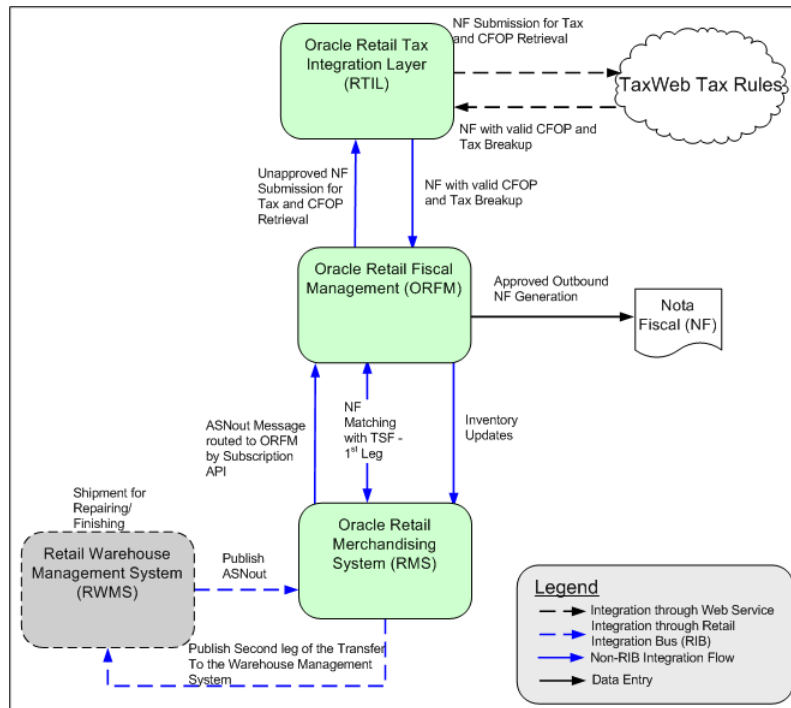 Oracle Retail Tax
Integration Layer
(RTIL)
NF Submission for Tax
and CFOP Retrieval
TaxWeb Tax Rules
NF with valid CFOP and
Tax Breakup
Unapproved NF
Submission for
Tax and CFOP
Retrieval
NF with valid CFOP
and Tax Breakup
Oracle Retail Fiscal
Management (ORFM)
Approved Outbound
NF Generation
Nota
Fiscal (NF)
ASNout Message
routed to ORFM
by Subscription
API
NF
Matching
with TSF -
1st Leg
Inventory
Updates
Shipment for
Repairing/
Finishing
Retail Warehouse
Management System
(RWMS)
Publish
ASNout
Oracle Retail
Merchandising
System (RMS)
Publish Second leg of the Transfer
To the Warehouse Management
System
Legend
Integration through Web Service
Integration through Retail
Integration Bus (RIB)
Non-RIB Integration Flow
Data Entry